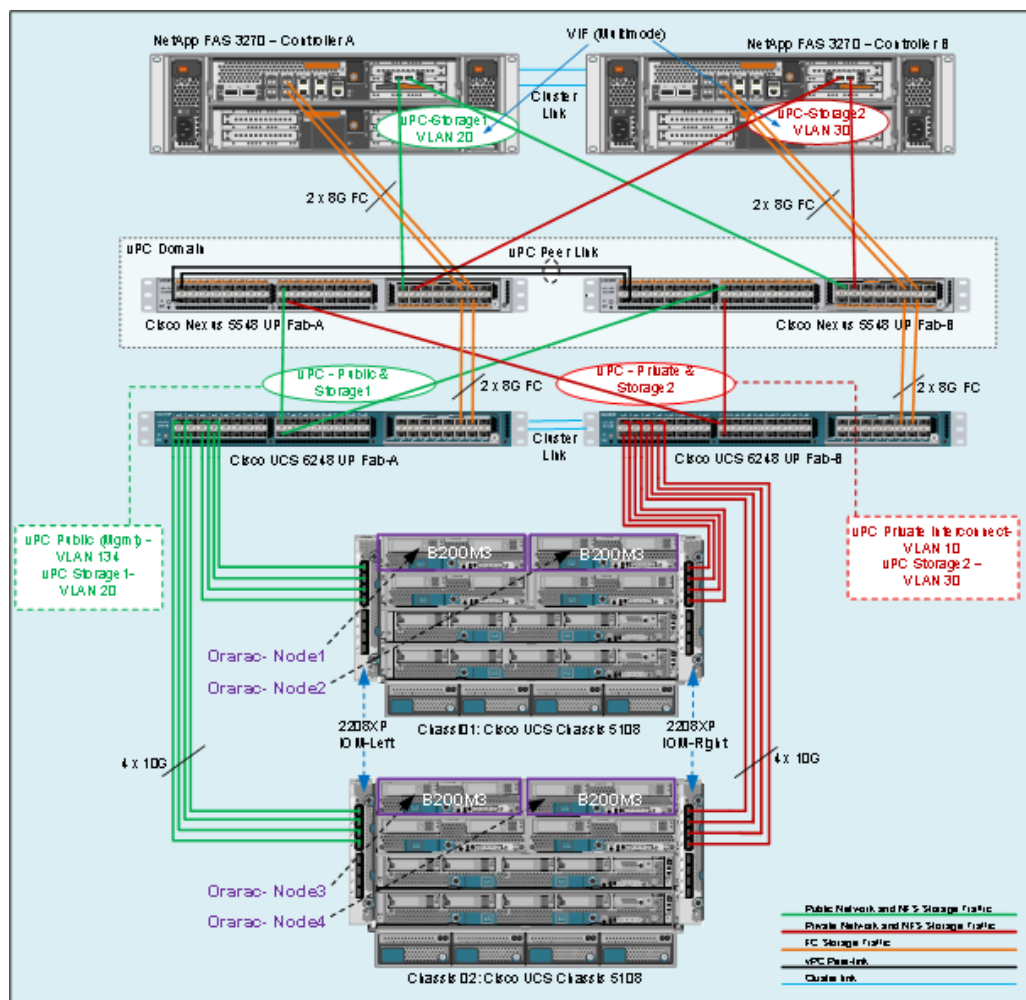 NetApp FAS 3270 – Controller A
VIF (Multimode)
NetApp FAS 3270 – Controller B
Cluster
Link
vPC-Storage1
VLAN 20
vPC-Storage2
VLAN 30
2 x 8G FC
2 x 8G FC
vPC Domain
vPC Peer Link
Cisco Nexus 5548 UP Fab-A
Cisco Nexus 5548 UP Fab-B
vPC - Public &
Storage1
vPC – Private &
Storage2
2 x 8G FC
2 x 8G FC
Cluster
Link
Cisco UCS 6248 UP Fab-A
Cisco UCS 6248 UP Fab-B
vPC Public (Mgmt) –
VLAN 134
vPC Storage1-
VLAN 20
vPC Private Interconnect-
VLAN 10
vPC Storage2 –
VLAN 30
B200M3
B200M3
Orarac- Node1
Orarac- Node2
Chassis01: Cisco UCS Chassis 5108
2208XP
IOM-Left
2208XP
IOM-Right
4 x 10G
4 x 10G
B200M3
B200M3
Orarac- Node3
Orarac- Node4
Chassis02: Cisco UCS Chassis 5108
Public Network and NFS Storage Traffic
Private Network and NFS Storage Traffic
FC Storage Traffic
vPC Peer-link
Cluster link